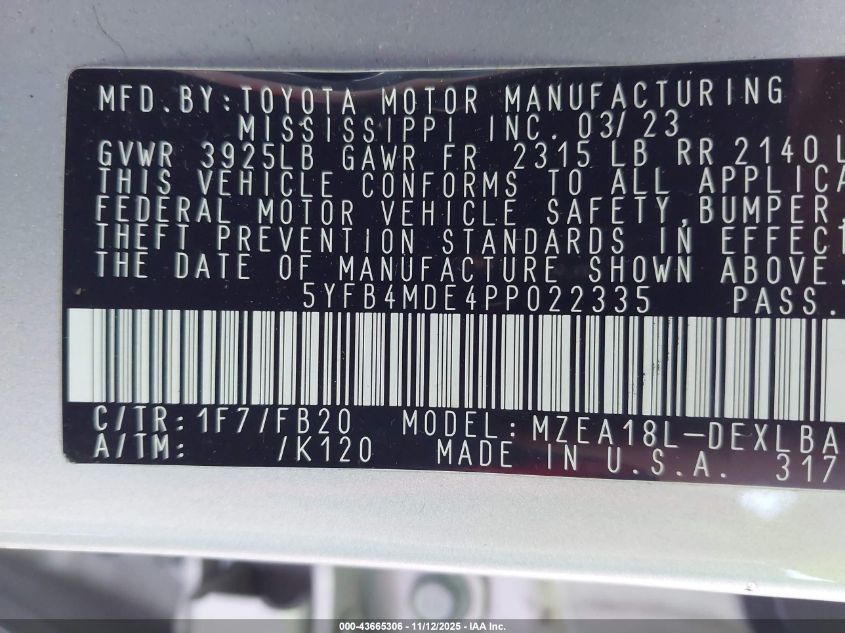 MFD.BY:TOYOTA MOTOR MANUFACTURING
MISSISSIPPI INC. 03/23
GVWR 3925LB GAWR FR 2315 LB RR 2140 L
THIS VEHICLE CONFORMS TO ALL APPLICA
FEDERAL MOTOR VEHICLE SAFETY,BUMPER,
THEFT PREVENTION STANDARDS IN EFFECT
THE DATE OF MANUFACTURE SHOWN ABOVE.
5YFB4MDE4PP022335 PASS.
C/TR: 1F7/FB20 MODEL: MZEA18L-DEXLBA
A/TM: /K120 MADE IN U.S.A. 317
000-43665306 - 11/12/2025 - IAA Inc.